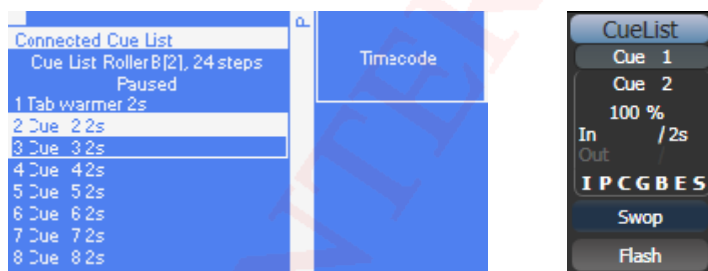 Connected Cue List
Cue List RollerB[2], 24 steps
Paused
1 Tab warmer 2s
2 Cue 2 2s
3 Cue 3 2s
4 Cue 4 2s
5 Cue 5 2s
6 Cue 6 2s
7 Cue 7 2s
8 Cue 8 2s
P
Timecode
CueList
Cue 1
Cue 2
100 %
In / 2s
Out /
I P C G B E S
Swop
Flash